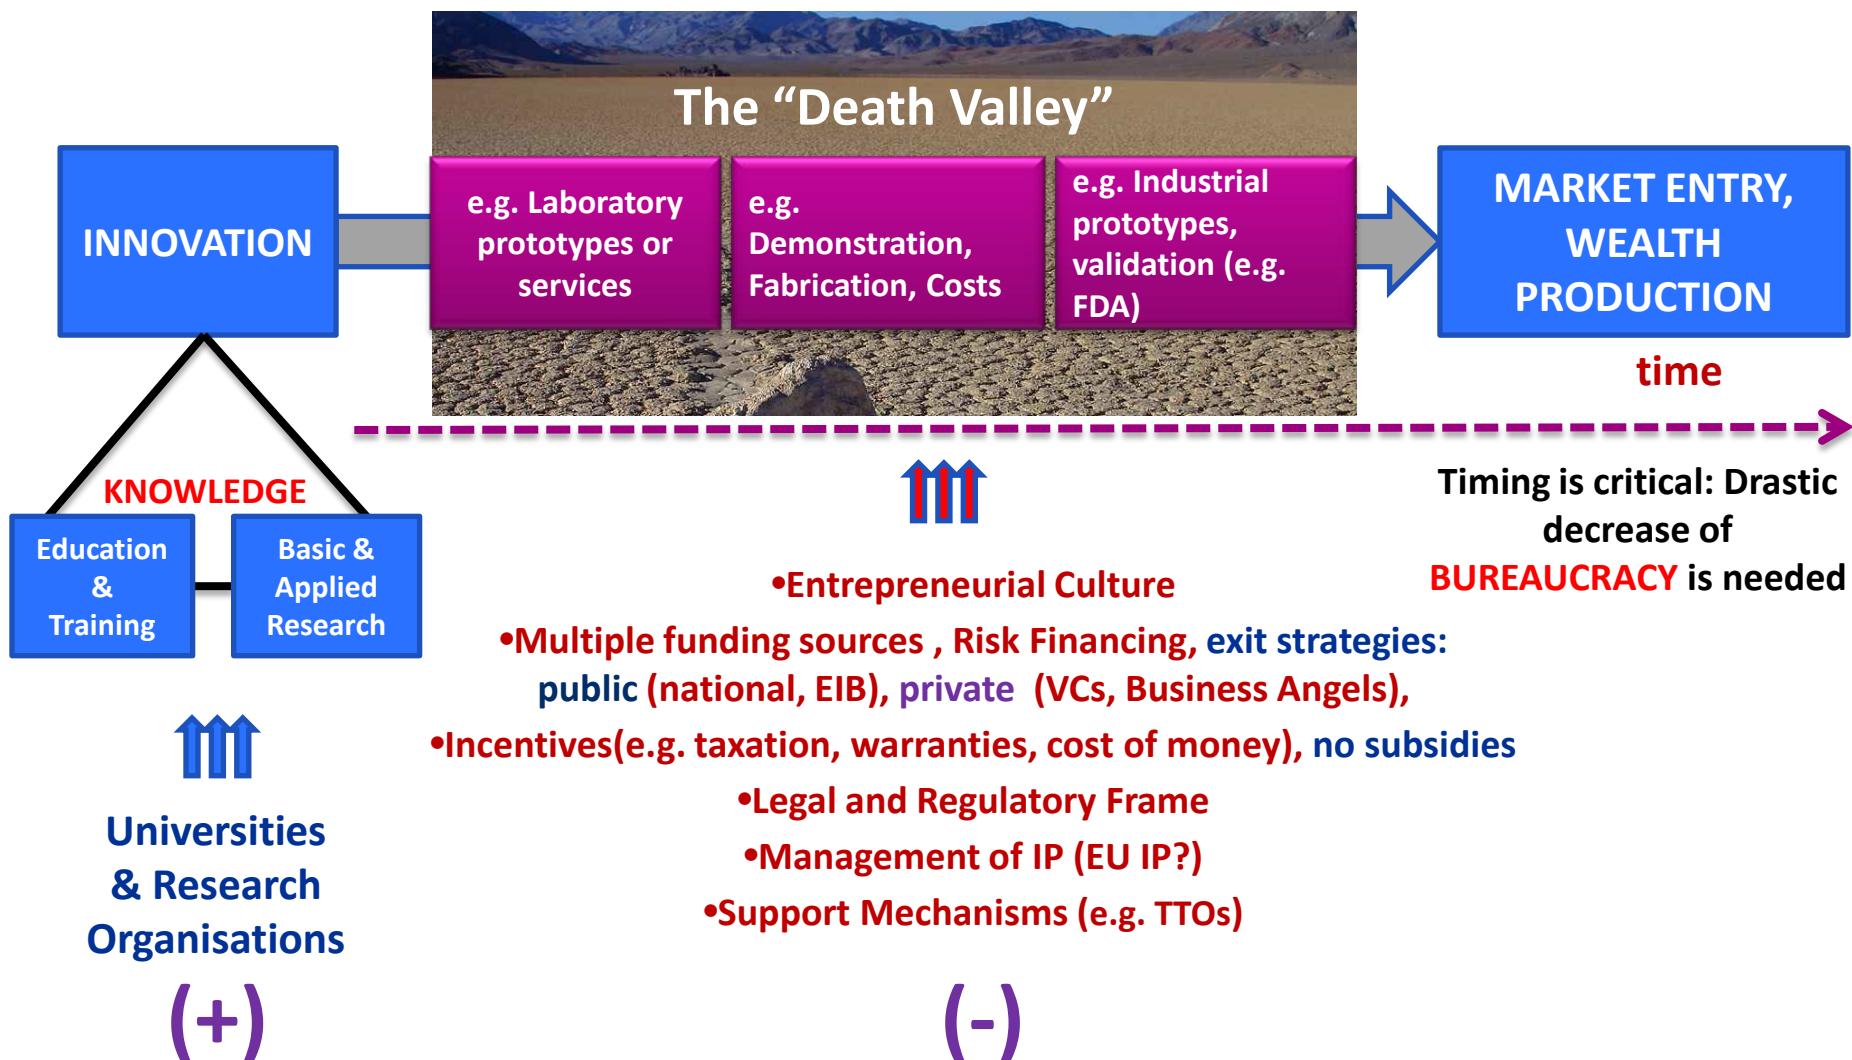 The “Death Valley”
INNOVATION
e.g. Laboratory
prototypes or
services
e.g.
Demonstration,
Fabrication, Costs
e.g. Industrial
prototypes,
validation (e.g.
FDA)
MARKET ENTRY,
WEALTH
PRODUCTION
time
KNOWLEDGE
Education
&
Training
Basic &
Applied
Research
Timing is critical: Drastic
decrease of
BUREAUCRACY is needed
•Entrepreneurial Culture
•Multiple funding sources , Risk Financing, exit strategies:
public (national, EIB), private (VCs, Business Angels),
•Incentives(e.g. taxation, warranties, cost of money), no subsidies
•Legal and Regulatory Frame
•Management of IP (EU IP?)
•Support Mechanisms (e.g. TTOs)
Universities
& Research
Organisations
(+)
(-)